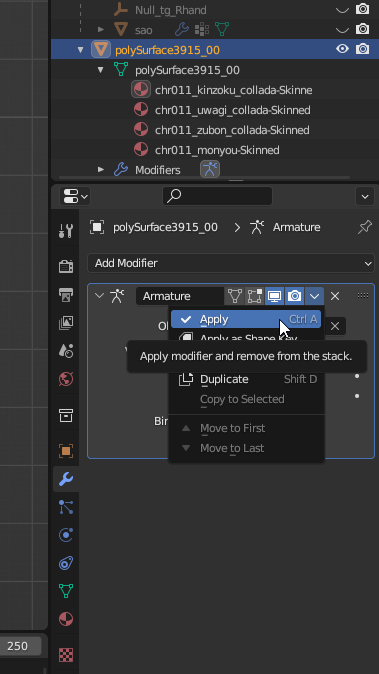 Null_tg_Rhand
sao
polySurface3915_00
polySurface3915_00
chr011_kinzoku_collada-Skinne
chr011_uwagi_collada-Skinned
chr011_zubon_collada-Skinned
chr011_monyou-Skinned
Modifiers
polySurface3915_00 > Armature
Add Modifier
Armature
Apply Ctrl A
Apply as Shape Key
Apply modifier and remove from the stack.
Duplicate Shift D
Copy to Selected
Bin
Move to First
Move to Last
250